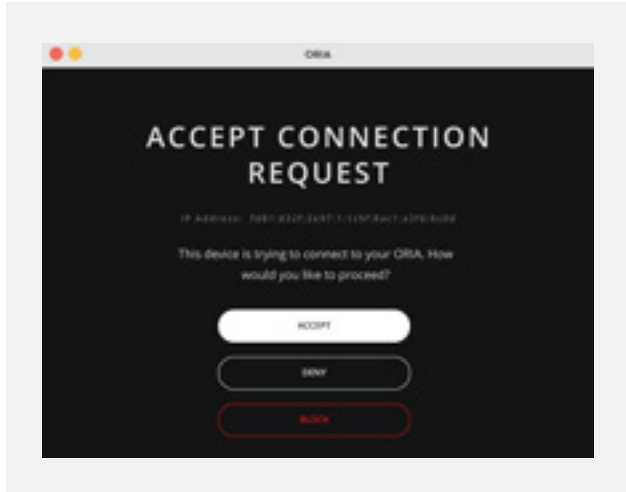 ORIA
ACCEPT CONNECTION
REQUEST
IP Address:
This device is trying to connect to your ORIA. How
would you like to proceed?
ACCEPT
DENY
BLOCK